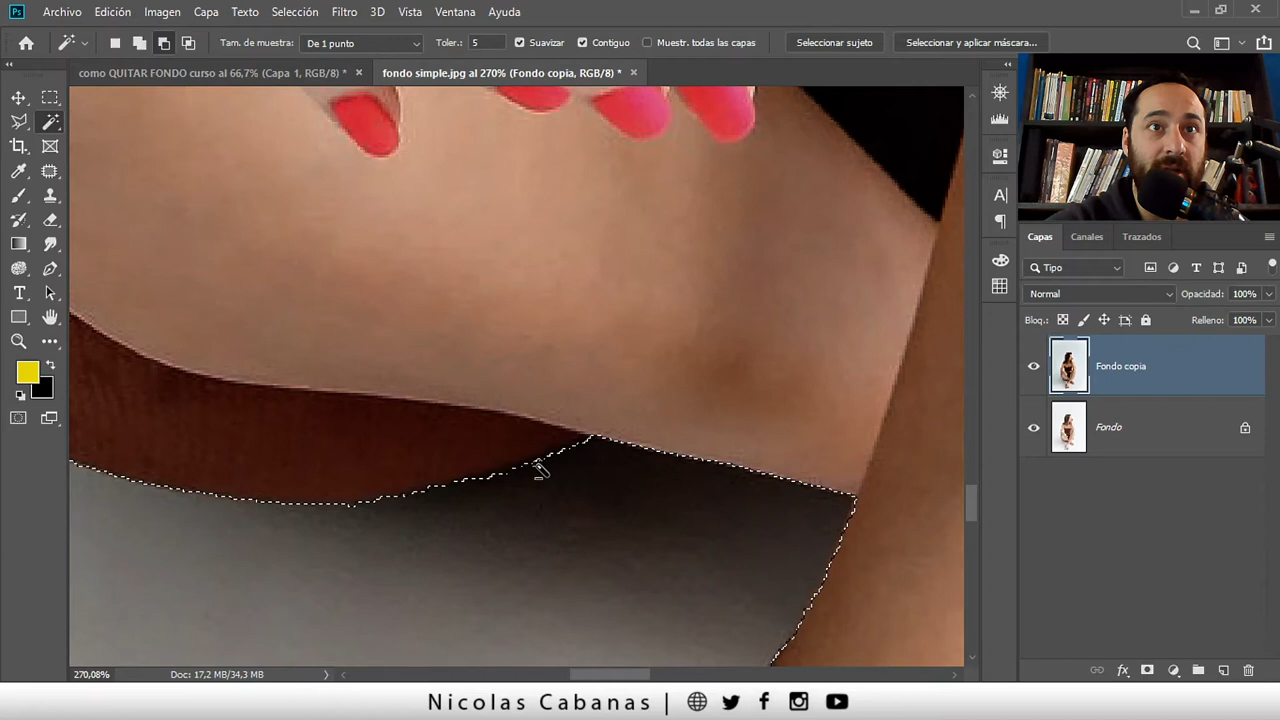 Ps Archivo Edición Imagen Capa Texto Selección Filtro 3D Vista Ventana Ayuda
Tam. de muestra: De 1 punto Toler.: 5 Suavizar Contiguo Muestr. todas las capas Seleccionar sujeto Seleccionar y aplicar máscara...
como QUITAR FONDO curso al 66,7% (Capa 1, RGB/8) * × fondo simple.jpg al 270% (Fondo copia, RGB/8) * ×
Capas Canales Trazados
Tipo
Normal Opacidad: 100%
Bloq.: Relleno: 100%
Fondo copia
Fondo
270,08% Doc: 17,2 MB/34,3 MB
Nicolas Cabanas |